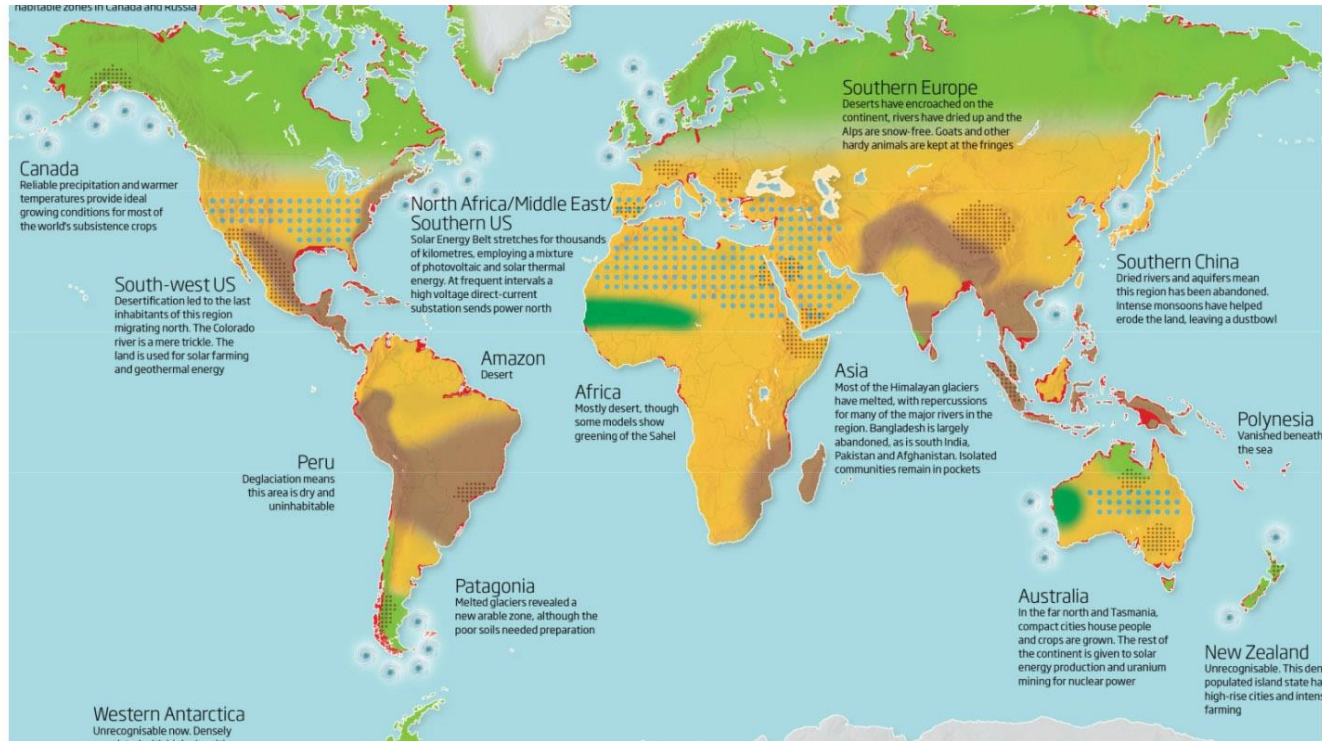 habitable zones in Canada and Russia
Southern Europe
Deserts have encroached on the
continent, rivers have dried up and the
Alps are snow-free. Goats and other
hardy animals are kept at the fringes
Canada
Reliable precipitation and warmer
temperatures provide ideal
growing conditions for most of
the world's subsistence crops
North Africa/Middle East/
Southern US
Solar Energy Belt stretches for thousands
of kilometres, employing a mixture
of photovoltaic and solar thermal
energy. At frequent intervals a
high voltage direct-current
substation sends power north
South-west US
Desertification led to the last
inhabitants of this region
migrating north. The Colorado
river is a mere trickle. The
land is used for solar farming
and geothermal energy
Southern China
Dried rivers and aquifers mean
this region has been abandoned.
Intense monsoons have helped
erode the land, leaving a dustbowl
Amazon
Desert
Africa
Mostly desert, though
some models show
greening of the Sahel
Asia
Most of the Himalayan glaciers
have melted, with repercussions
for many of the major rivers in the
region. Bangladesh is largely
abandoned, as is south India,
Pakistan and Afghanistan. Isolated
communities remain in pockets
Polynesia
Vanished beneath
the sea
Peru
Deglaciation means
this area is dry and
uninhabitable
Patagonia
Melted glaciers revealed a
new arable zone, although the
poor soils needed preparation
Australia
In the far north and Tasmania,
compact cities house people
and crops are grown. The rest of
the continent is given to solar
energy production and uranium
mining for nuclear power
New Zealand
Unrecognisable. This den
populated island state ha
high-rise cities and intens
farming
Western Antarctica
Unrecognisable now. Densely